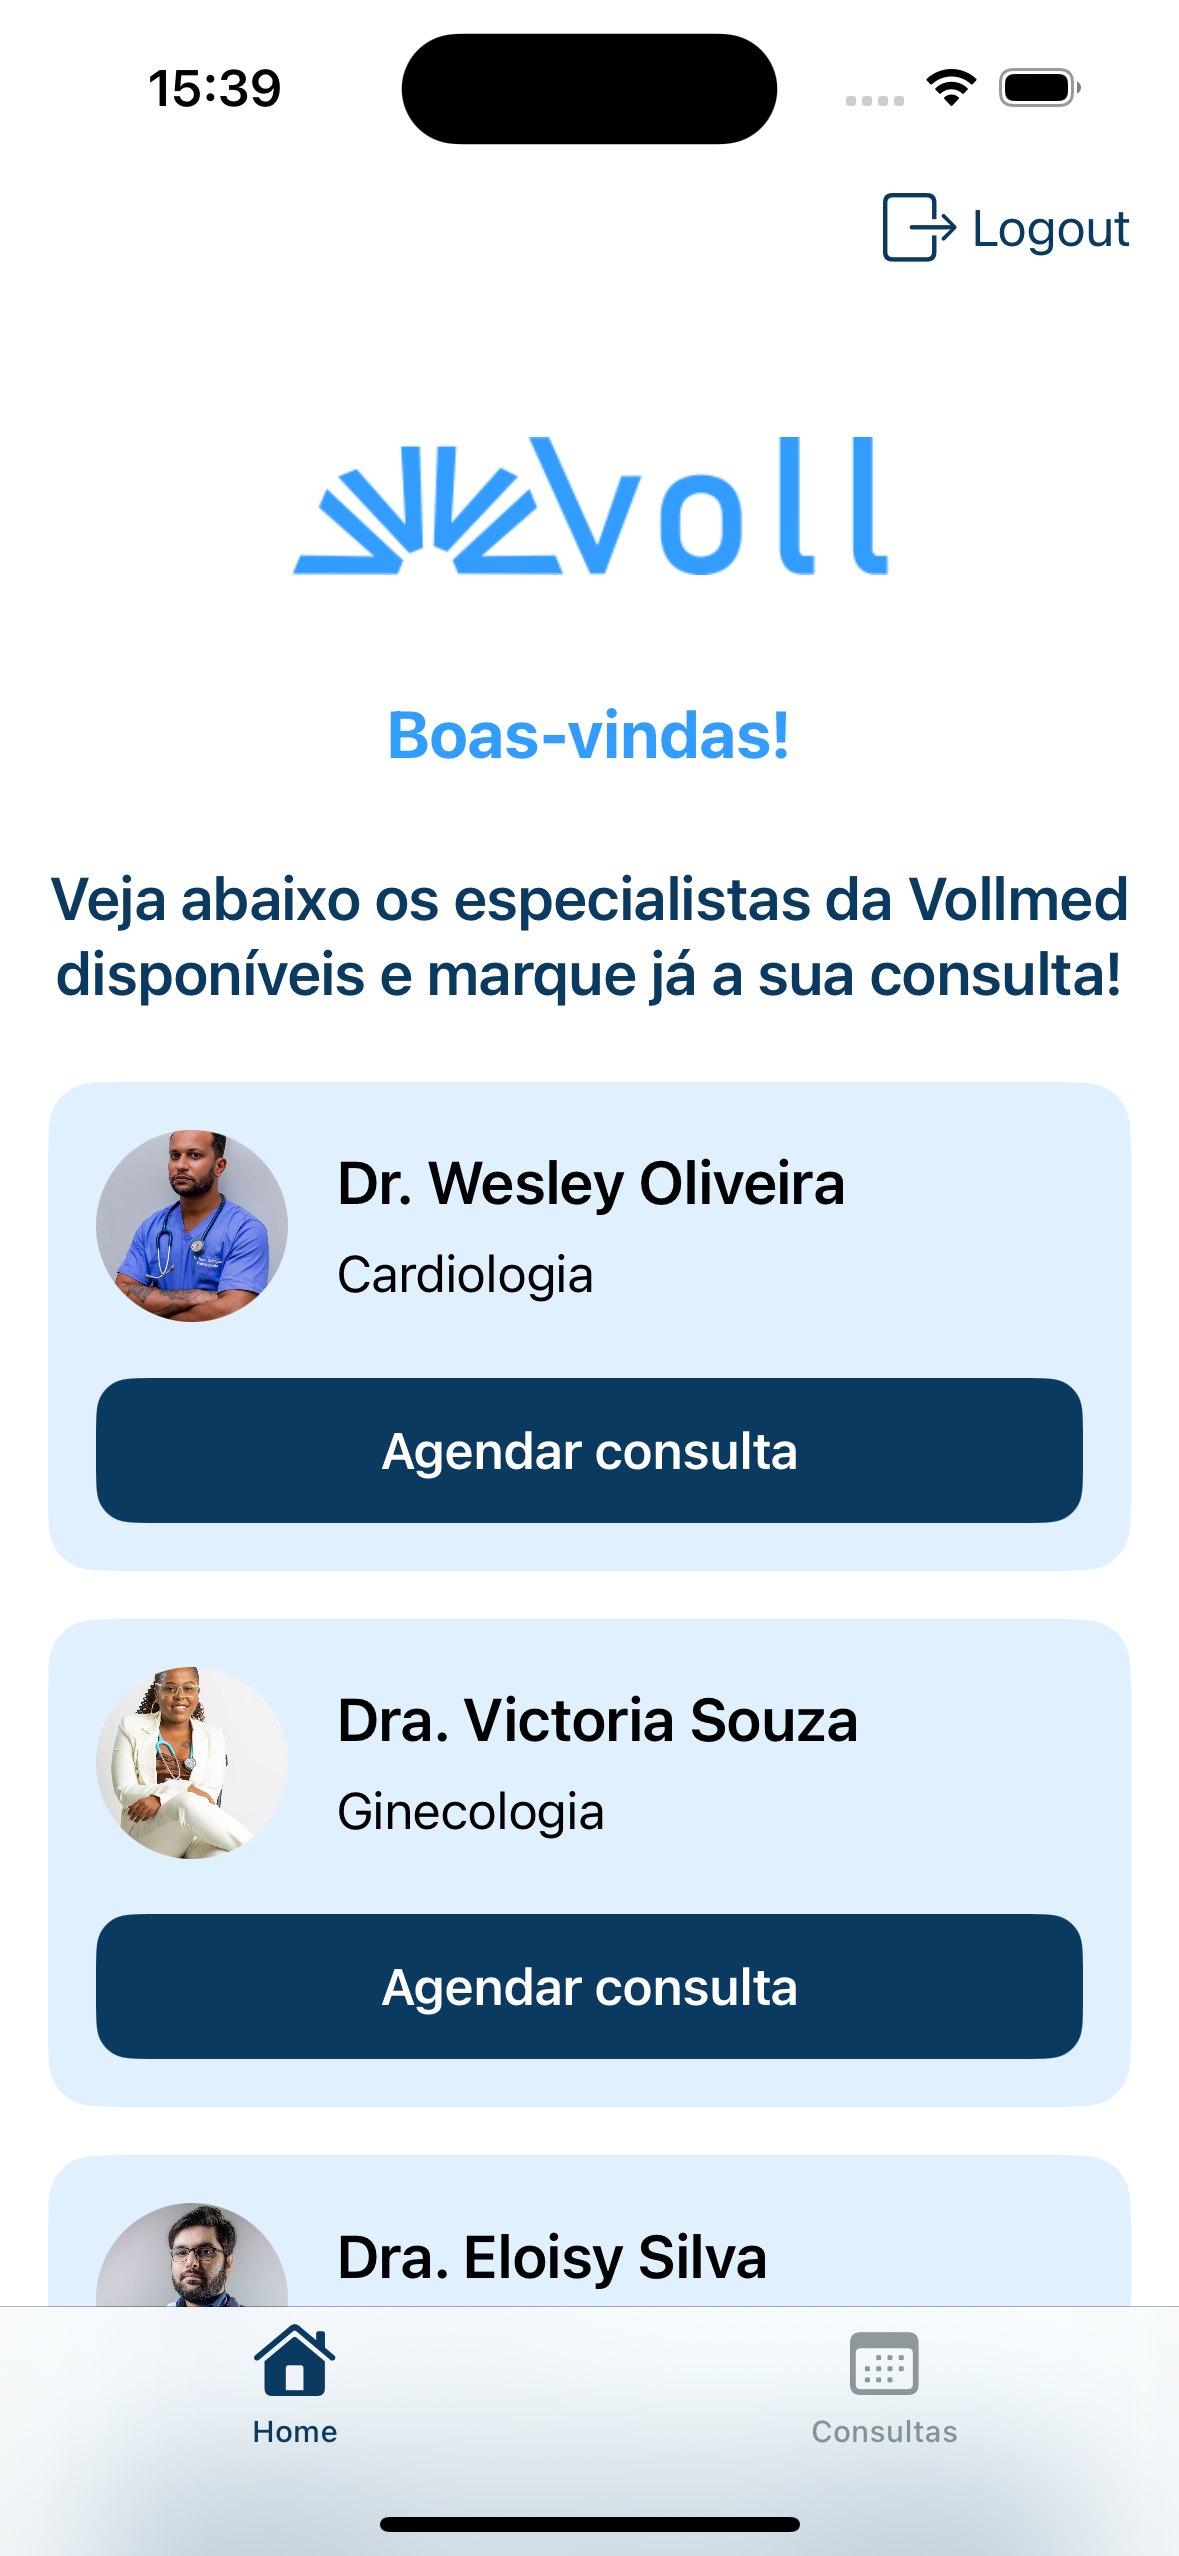 15:39
Logout
Voll
Boas-vindas!
Veja abaixo os especialistas da Vollmed
disponíveis e marque já a sua consulta!
Dr. Wesley Oliveira
Cardiologia
Agendar consulta
Dra. Victoria Souza
Ginecologia
Agendar consulta
Dra. Eloisy Silva
Home
Consultas